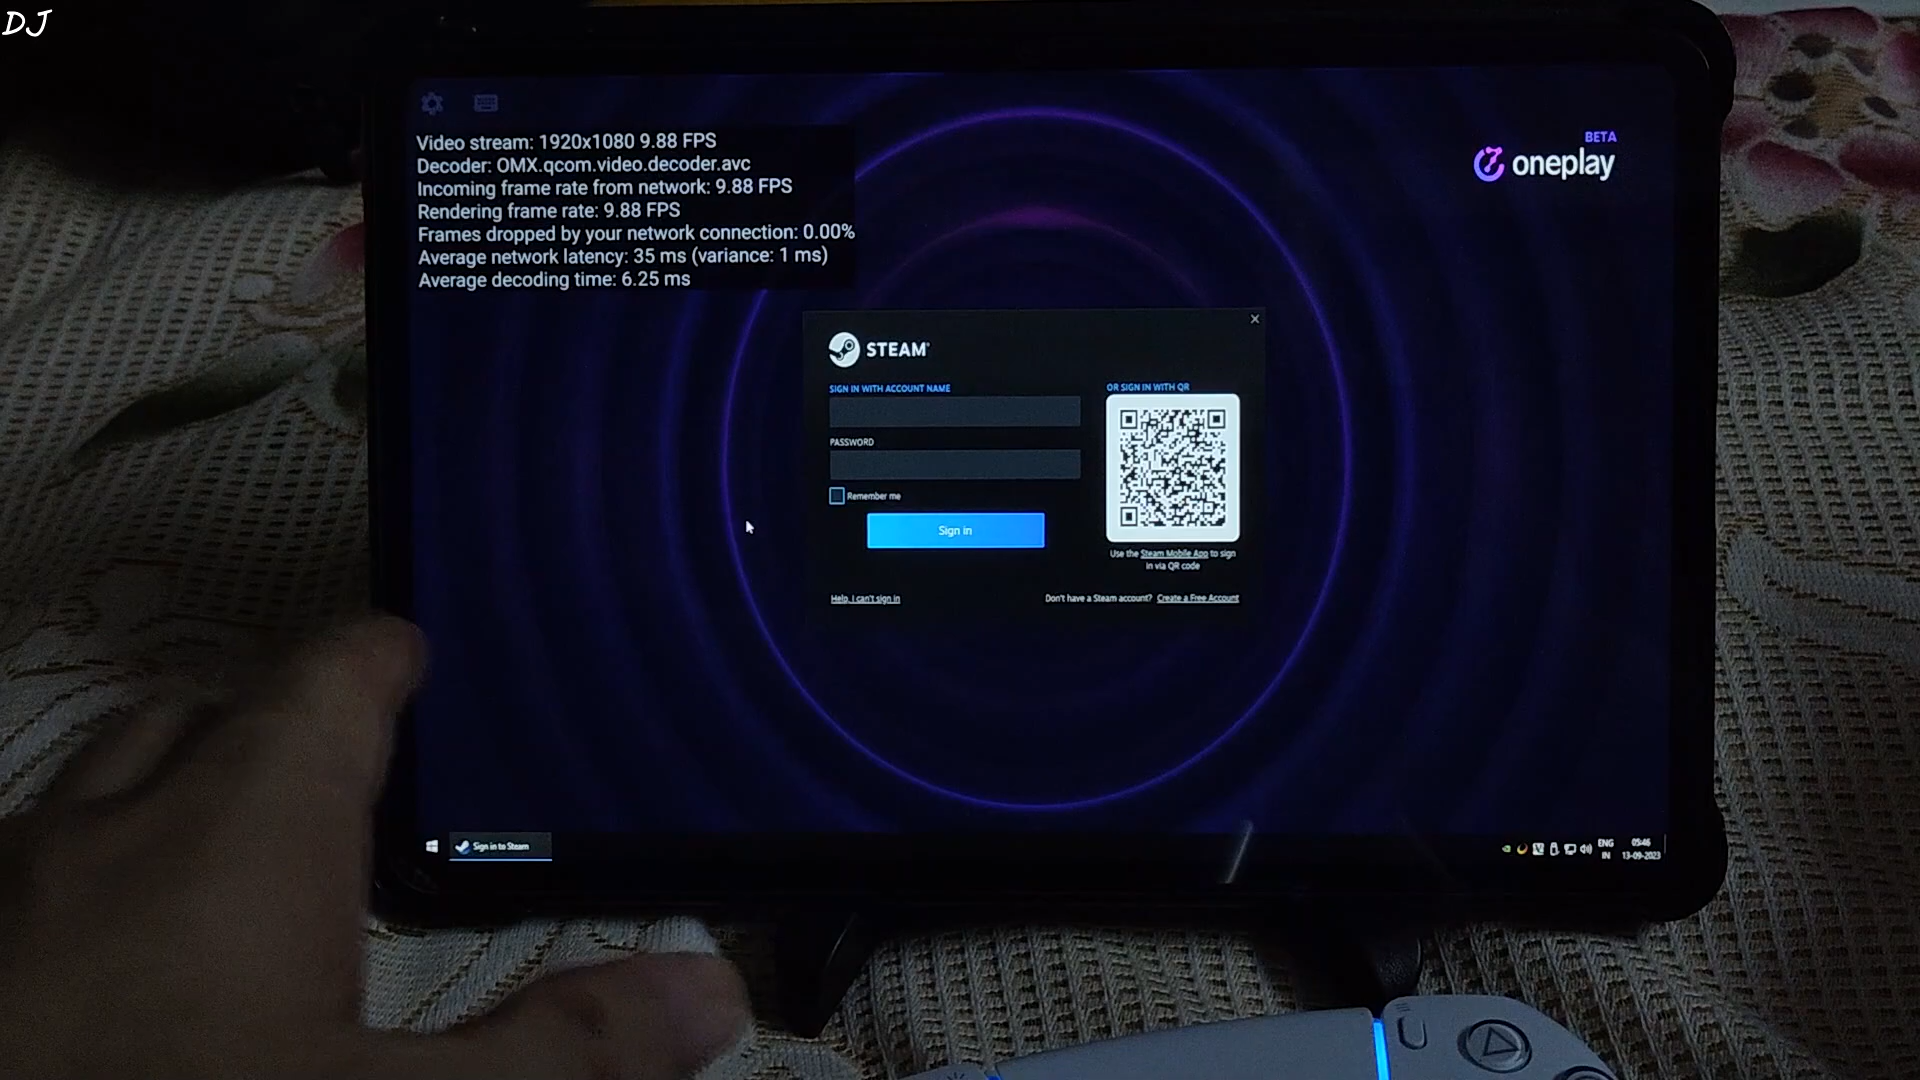 DJ
Video stream: 1920x1080 9.88 FPS
Decoder: OMX.qcom.video.decoder.avc
Incoming frame rate from network: 9.88 FPS
Rendering frame rate: 9.88 FPS
Frames dropped by your network connection: 0.00%
Average network latency: 35 ms (variance: 1 ms)
Average decoding time: 6.25 ms
BETA
oneplay
STEAM
SIGN IN WITH ACCOUNT NAME
PASSWORD
Remember me
Sign in
OR SIGN IN WITH QR
Use the Steam Mobile App to sign
in via QR code
Help, I can't sign in
Don't have a Steam account? Create a Free Account
Sign in to Steam
ENG
IN
05:46
13-09-2023